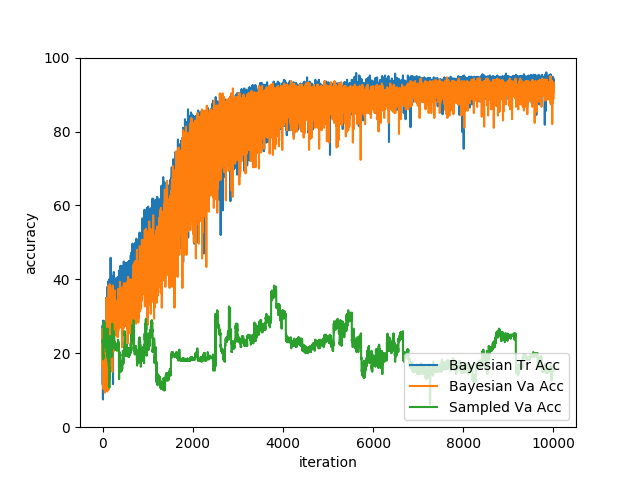 100
80
60
40
20
0
accuracy
0 2000 4000 6000 8000 10000
iteration
Bayesian Tr Acc
Bayesian Va Acc
Sampled Va Acc